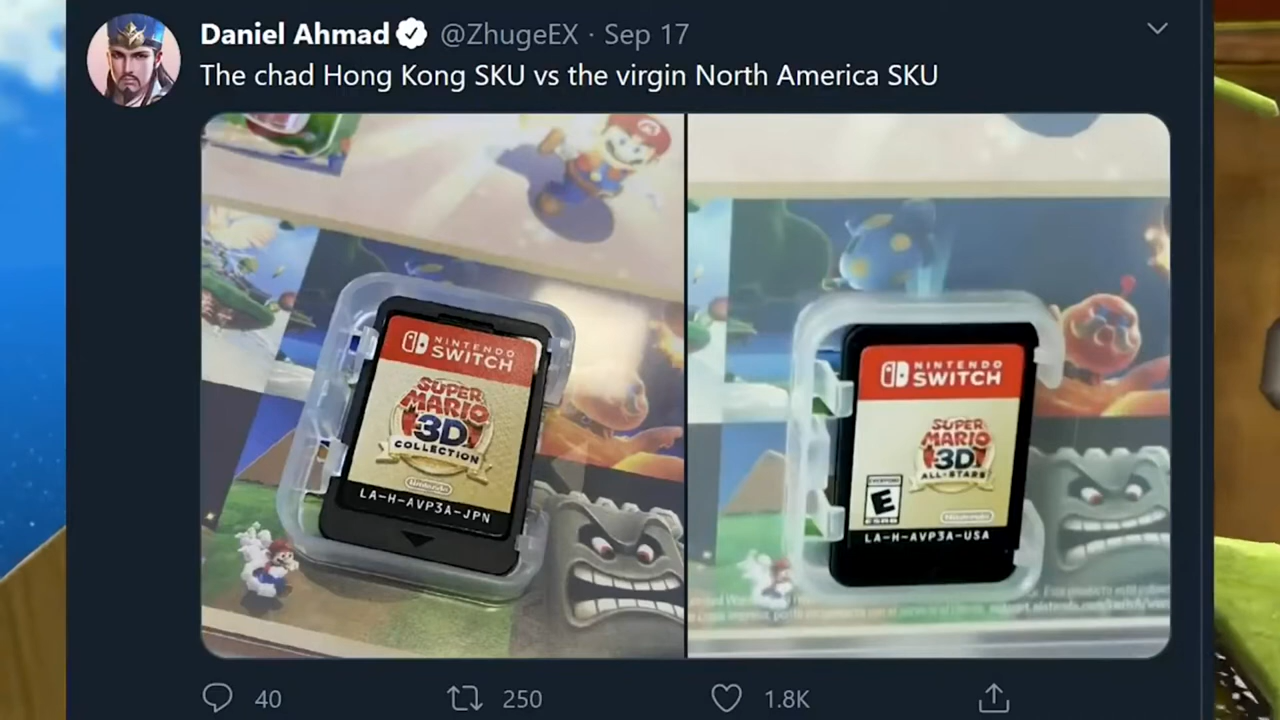 Daniel Ahmad @ZhugeEX · Sep 17
The chad Hong Kong SKU vs the virgin North America SKU
NINTENDO
SWITCH
SUPER
MARIO
3D
COLLECTION
Nintendo
LA-H-AVP3A-JPN
NINTENDO
SWITCH
SUPER
MARIO
3D
ALL-STARS
EVERYONE
E
Nintendo
LA-H-AVP3A-USA
40 250 1.8K